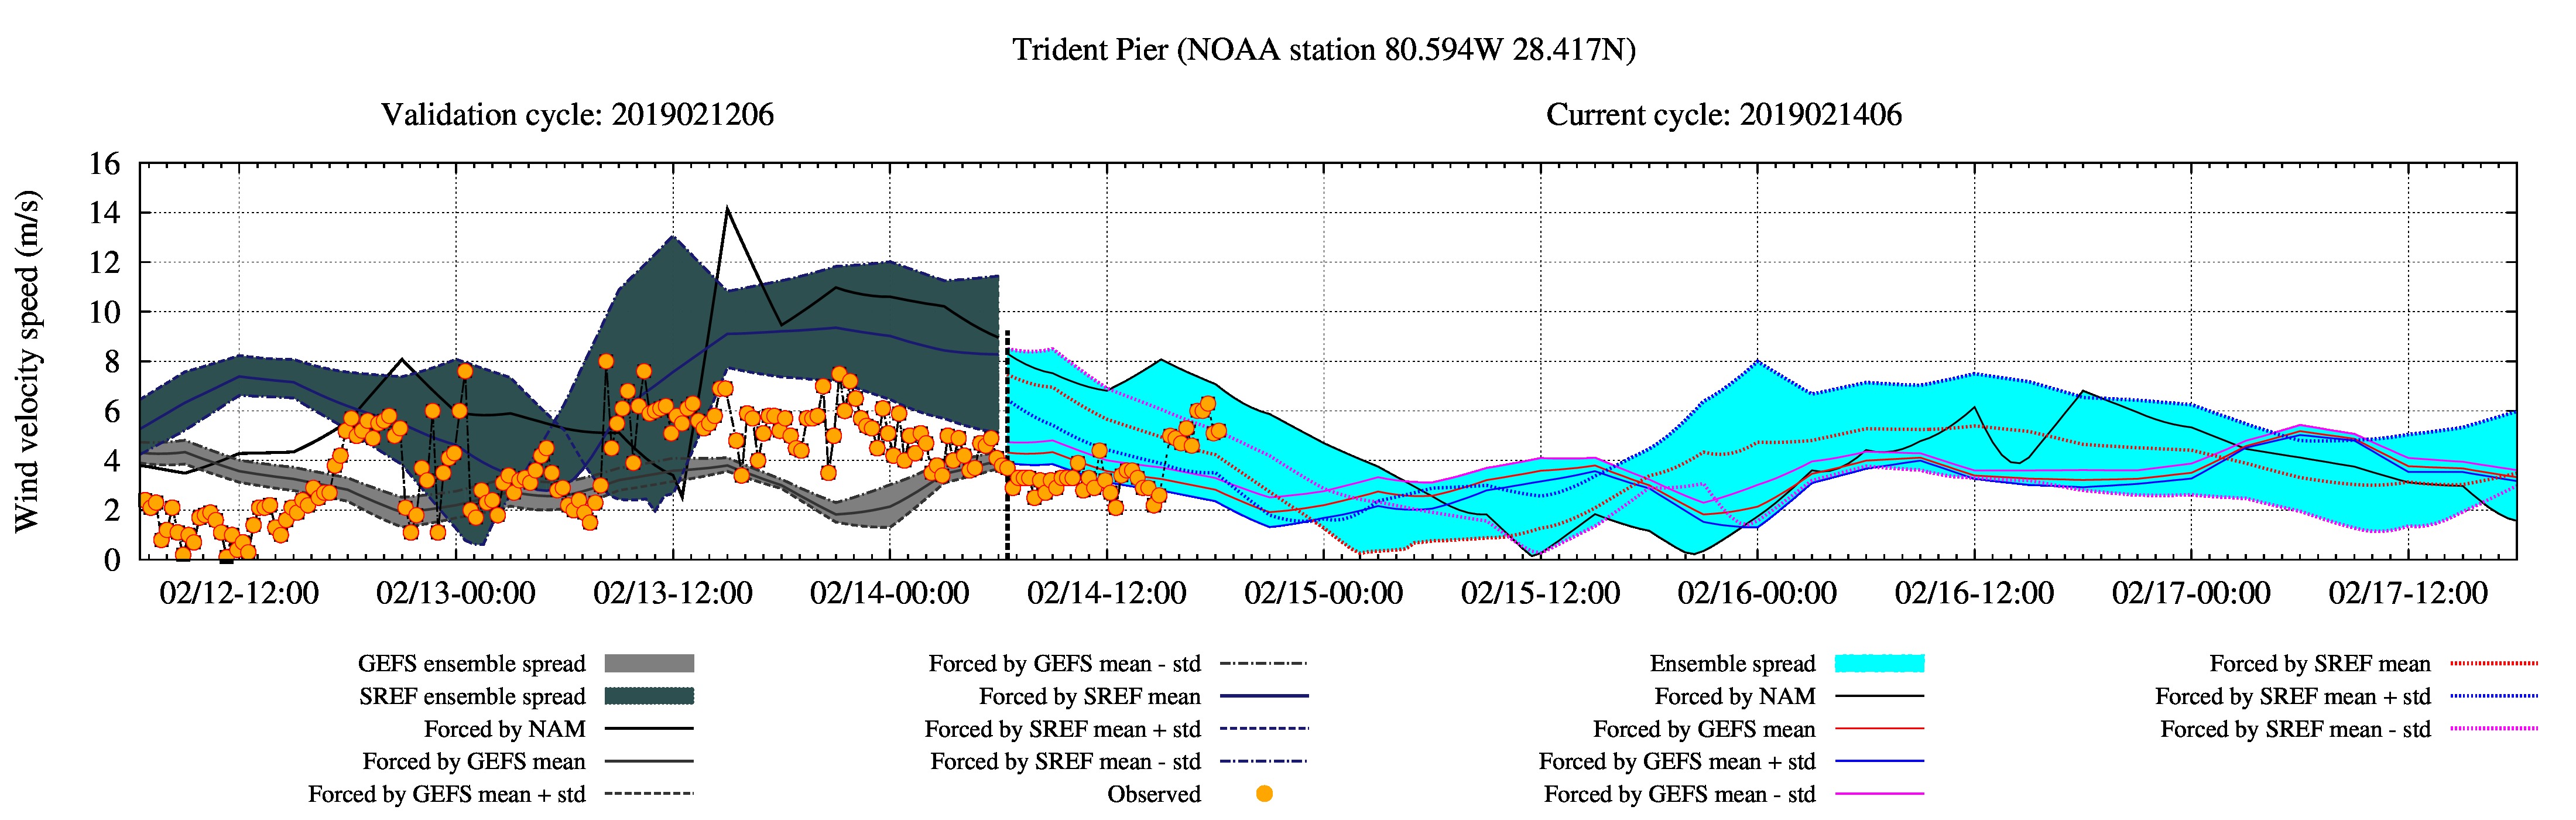 Trident Pier (NOAA station 80.594W 28.417N)
Validation cycle: 2019021206
Current cycle: 2019021406
Wind velocity speed (m/s)
16
14
12
10
8
6
4
2
0
02/12-12:00
02/13-00:00
02/13-12:00
02/14-00:00
02/14-12:00
02/15-00:00
02/15-12:00
02/16-00:00
02/16-12:00
02/17-00:00
02/17-12:00
GEFS ensemble spread
SREF ensemble spread
Forced by NAM
Forced by GEFS mean
Forced by GEFS mean + std
Forced by GEFS mean - std
Forced by SREF mean
Forced by SREF mean + std
Forced by SREF mean - std
Observed
Ensemble spread
Forced by NAM
Forced by GEFS mean
Forced by GEFS mean + std
Forced by GEFS mean - std
Forced by SREF mean
Forced by SREF mean + std
Forced by SREF mean - std